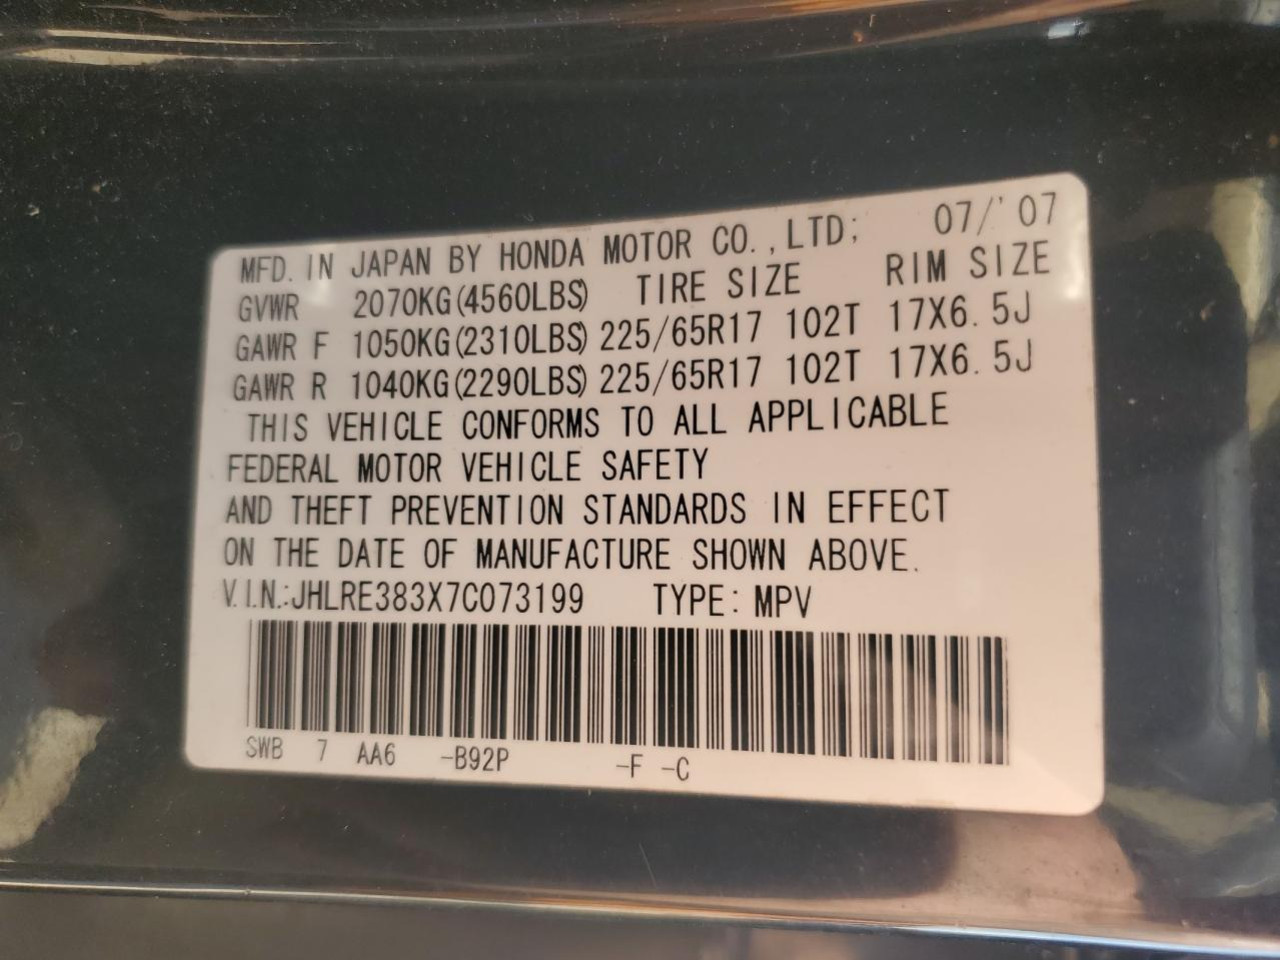 MFD. IN JAPAN BY HONDA MOTOR CO.,LTD; 07/'07
GVWR 2070KG(4560LBS) TIRE SIZE RIM SIZE
GAWR F 1050KG(2310LBS) 225/65R17 102T 17X6.5J
GAWR R 1040KG(2290LBS) 225/65R17 102T 17X6.5J
THIS VEHICLE CONFORMS TO ALL APPLICABLE
FEDERAL MOTOR VEHICLE SAFETY
AND THEFT PREVENTION STANDARDS IN EFFECT
ON THE DATE OF MANUFACTURE SHOWN ABOVE.
V.I.N.:JHLRE383X7C073199 TYPE: MPV
SWB 7 AA6 -B92P -F -C